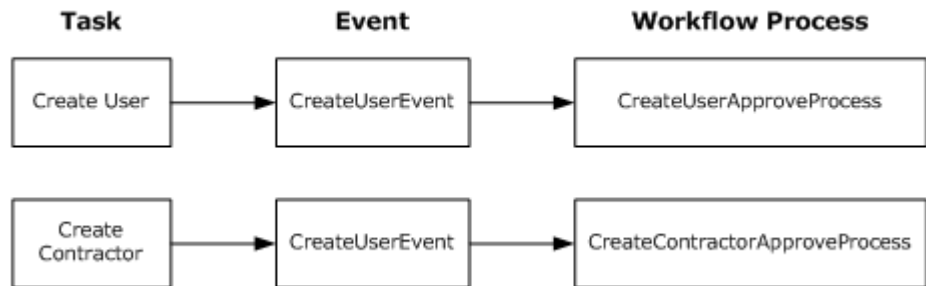 Task Event Workflow Process
Create User CreateUserEvent CreateUserApproveProcess
Create
Contractor CreateUserEvent CreateContractorApproveProcess